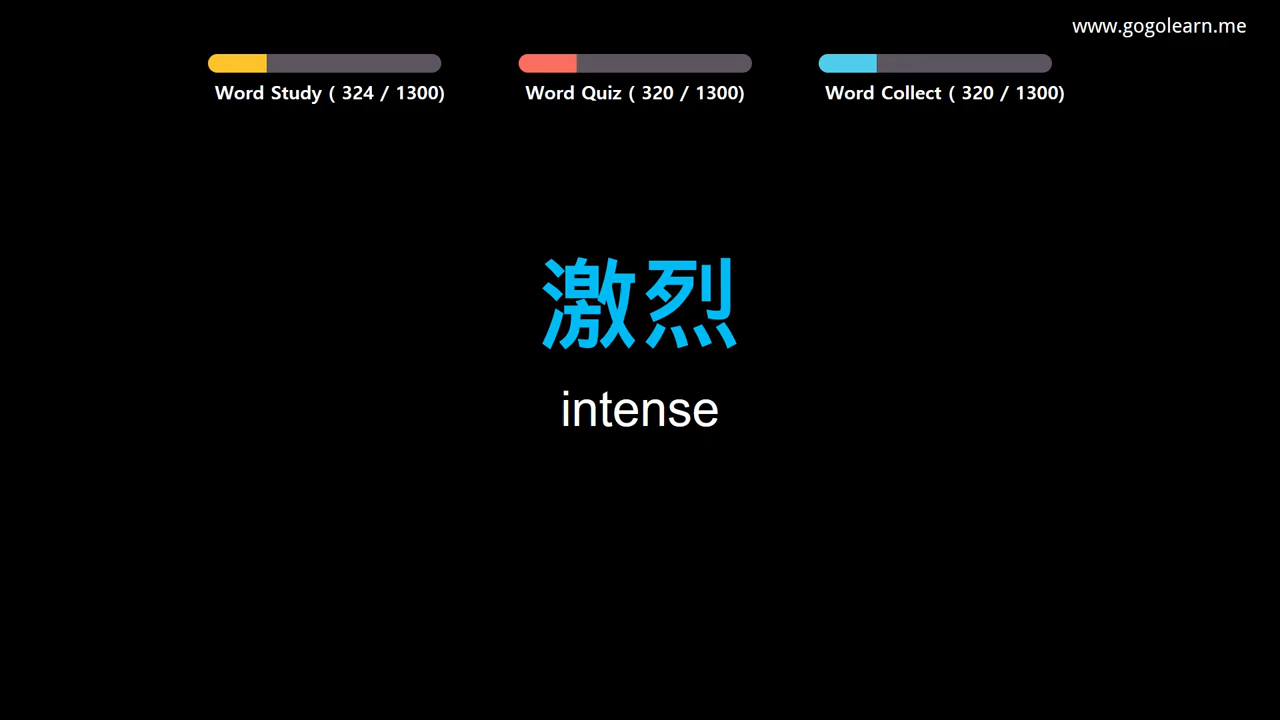 www.gogolearn.me
Word Study ( 324 / 1300)
Word Quiz ( 320 / 1300)
Word Collect ( 320 / 1300)
激烈
intense